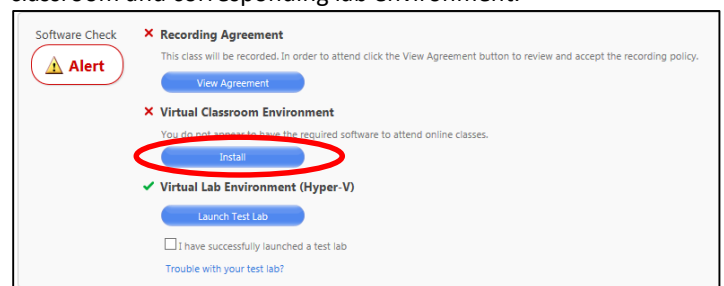 classroom and corresponding lab environment.
Software Check
Alert
Recording Agreement
This class will be recorded. In order to attend click the View Agreement button to review and accept the recording policy.
View Agreement
Virtual Classroom Environment
You do not appear to have the required software to attend online classes.
Install
Virtual Lab Environment (Hyper-V)
Launch Test Lab
I have successfully launched a test lab
Trouble with your test lab?